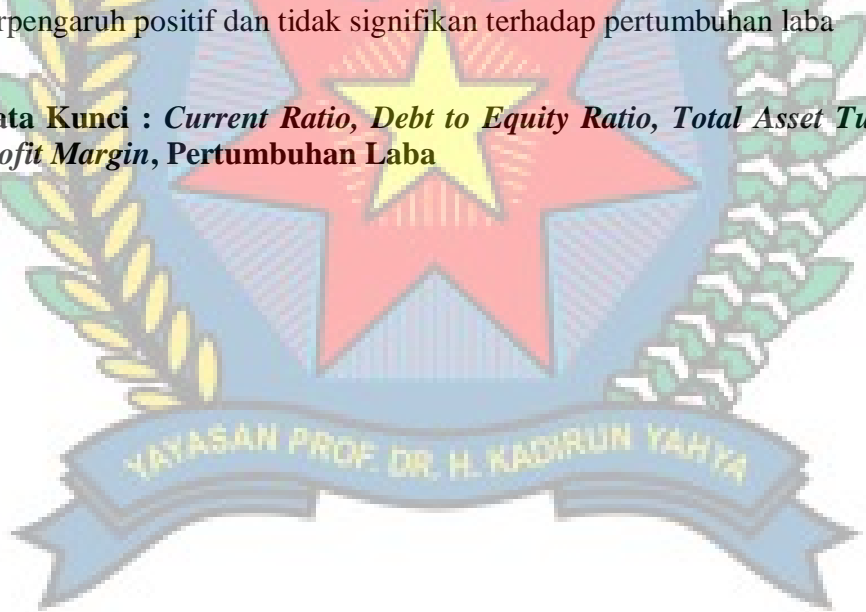 rpengaruh positif dan tidak signifikan terhadap pertumbuhan laba
ata Kunci : Current Ratio, Debt to Equity Ratio, Total Asset Tu
ofit Margin, Pertumbuhan Laba
YAYASAN PROF. DR. H. KADIRUN YAHYA